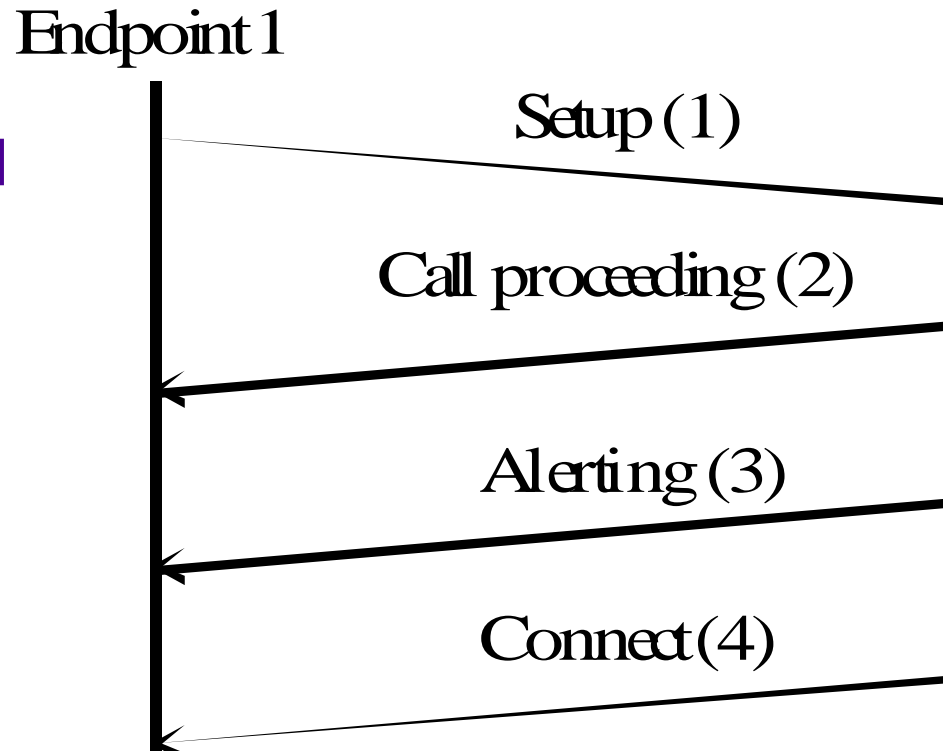 Endpoint 1
Setup (1)
Call proceeding (2)
Alerting (3)
Connect (4)